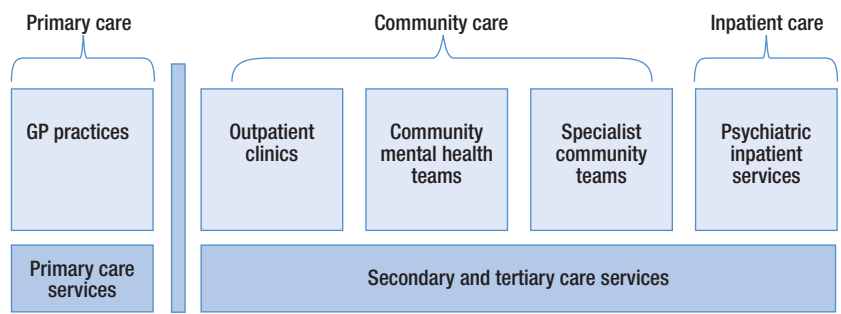 Primary care
Community care
Inpatient care
GP practices
Outpatient
clinics
Community
mental health
teams
Specialist
community
teams
Psychiatric
inpatient
services
Primary care
services
Secondary and tertiary care services